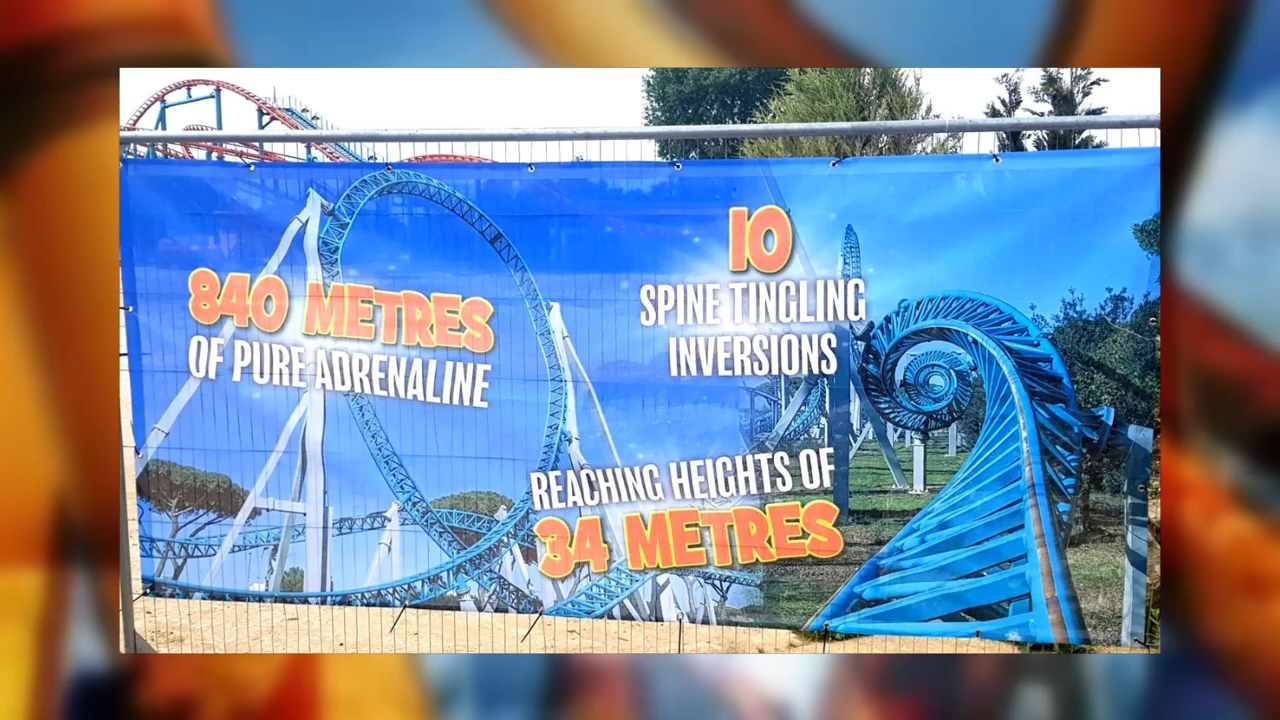 840 METRES
OF PURE ADRENALINE
10
SPINE TINGLING
INVERSIONS
REACHING HEIGHTS OF
34 METRES